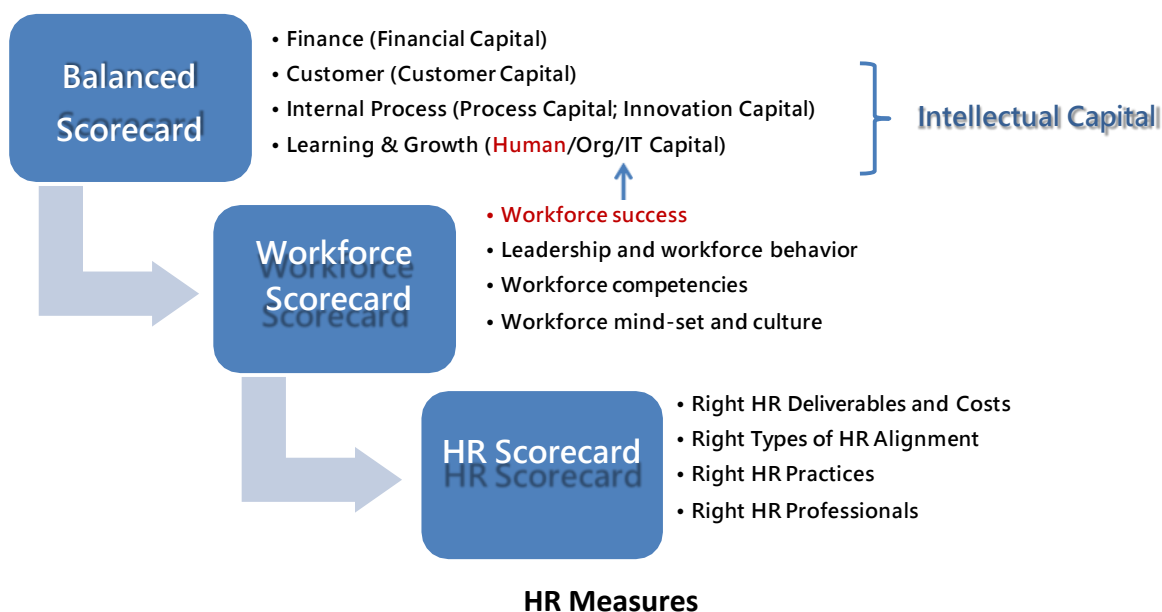 Balanced
Scorecard
• Finance (Financial Capital)
• Customer (Customer Capital)
• Internal Process (Process Capital; Innovation Capital)
• Learning & Growth (Human/Org/IT Capital)
Intellectual Capital
Workforce
Scorecard
• Workforce success
• Leadership and workforce behavior
• Workforce competencies
• Workforce mind-set and culture
HR Scorecard
• Right HR Deliverables and Costs
• Right Types of HR Alignment
• Right HR Practices
• Right HR Professionals
HR Measures